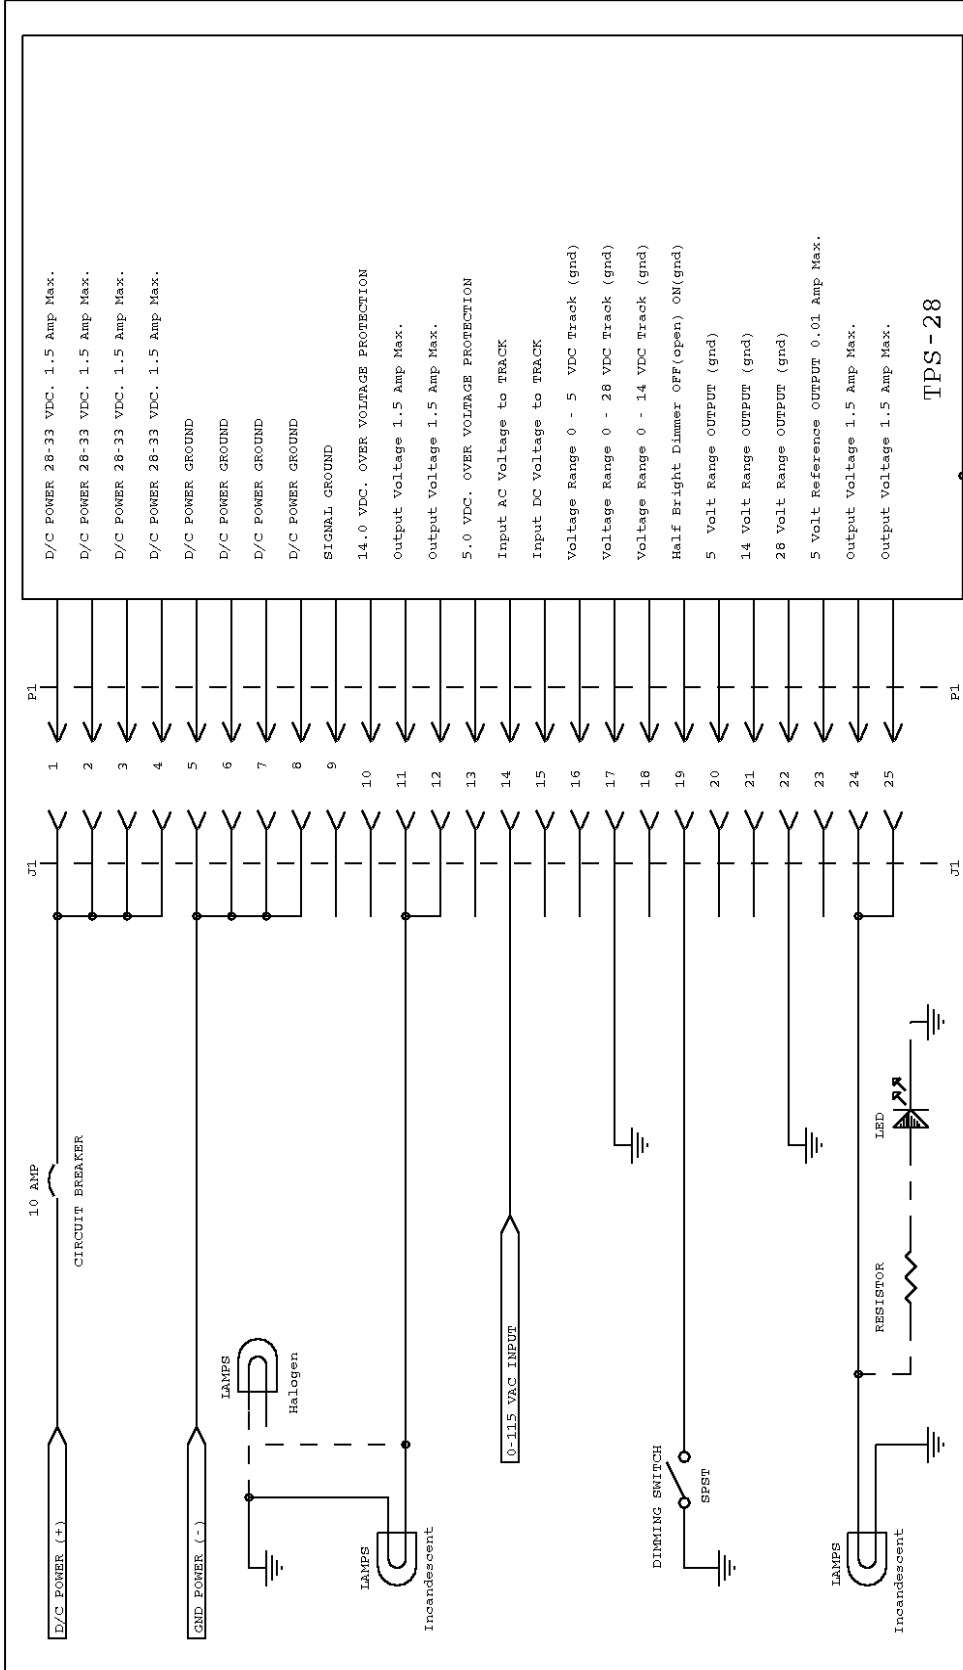 D/C POWER 28-33 VDC. 1.5 Amp Max.
D/C POWER 28-33 VDC. 1.5 Amp Max.
D/C POWER 28-33 VDC. 1.5 Amp Max.
D/C POWER 28-33 VDC. 1.5 Amp Max.
D/C POWER GROUND
D/C POWER GROUND
D/C POWER GROUND
D/C POWER GROUND
SIGNAL GROUND
14.0 VDC. OVER VOLTAGE PROTECTION
Output Voltage 1.5 Amp Max.
Output Voltage 1.5 Amp Max.
5.0 VDC. OVER VOLTAGE PROTECTION
Input AC Voltage to TRACK
Input DC Voltage to TRACK
Voltage Range 0 - 5 VDC Track (gnd)
Voltage Range 0 - 28 VDC Track (gnd)
Voltage Range 0 - 14 VDC Track (gnd)
Half Bright Dimmer OFF(open) ON(gnd)
5 Volt Range OUTPUT (gnd)
14 Volt Range OUTPUT (gnd)
28 Volt Range OUTPUT (gnd)
5 Volt Reference OUTPUT 0.01 Amp Max.
Output Voltage 1.5 Amp Max.
Output Voltage 1.5 Amp Max.
TPS-28
P1
P1
1
2
3
4
5
6
7
8
9
10
11
12
13
14
15
16
17
18
19
20
21
22
23
24
25
J1
J1
10 AMP
CIRCUIT BREAKER
D/C POWER (+)
GND POWER (-)
LAMPS
Halogen
LAMPS
Incandescent
0-115 VAC INPUT
DIMMING SWITCH
SPST
LED
RESISTOR
LAMPS
Incandescent